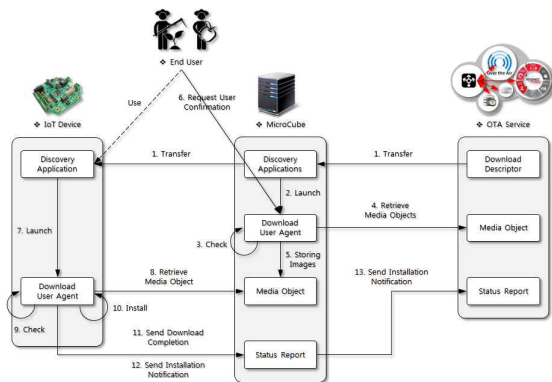 ❖ End User
Over the Air
Use
6. Request User
Confirmation
❖ IoT Device
❖ MicroCube
❖ OTA Service
Discovery
Application
1. Transfer
Discovery
Applications
1. Transfer
Download
Descriptor
2. Launch
4. Retrieve
Media Objects
7. Launch
Download
User Agent
Media Object
3. Check
5. Storing
Images
8. Retrieve
Media Object
13. Send Installation
Notification
Download
User Agent
Media Object
Status Report
10. Install
9. Check
11. Send Download
Completion
Status Report
12. Send Installation
Notification